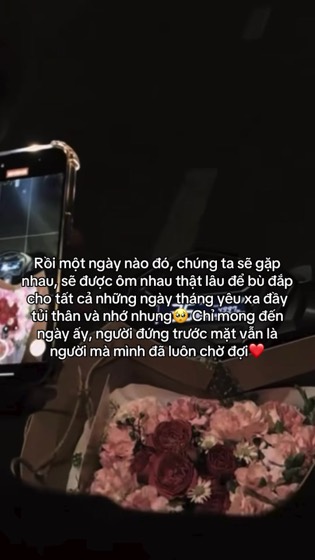 Rồi một ngày nào đó, chúng ta sẽ gặp
nhau, sẽ được ôm nhau thật lâu để bù đắp
cho tất cả những ngày tháng yêu xa đầy
tủi thân và nhớ nhung🥹Chỉ mong đến
ngày ấy, người đứng trước mặt vẫn là
người mà mình đã luôn chờ đợi❤️